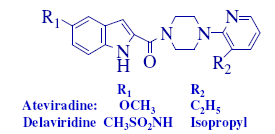 R1
N
N
N
H
O
N
R2
R1 R2
Ateviradine: OCH3 C2H5
Delaviridine CH3SO2NH Isopropyl